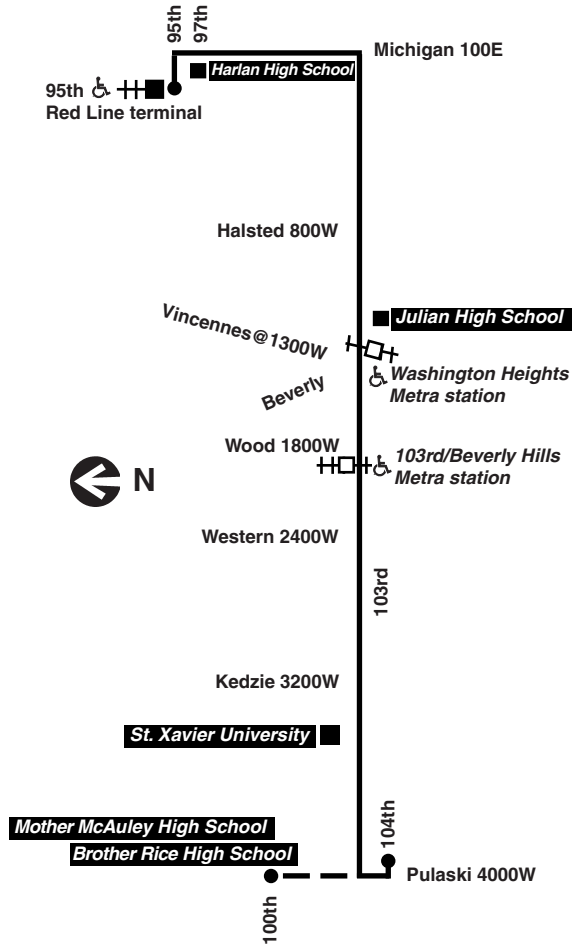 95th
97th
Michigan 100E
Harlan High School
95th
Red Line terminal
Halsted 800W
Julian High School
Vincennes@1300W
Washington Heights
Metra station
Beverly
Wood 1800W
103rd/Beverly Hills
Metra station
N
Western 2400W
103rd
Kedzie 3200W
St. Xavier University
Mother McAuley High School
104th
Brother Rice High School
Pulaski 4000W
100th